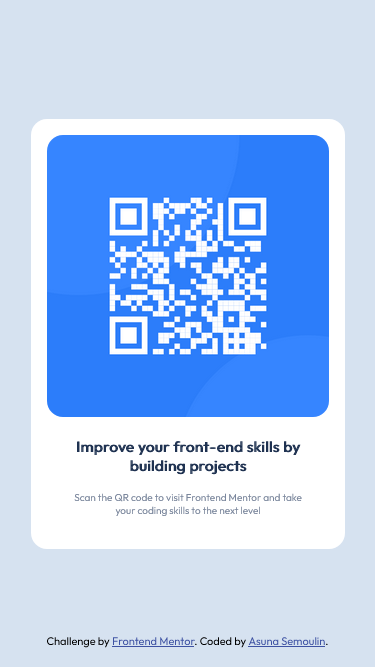 Improve your front-end skills by
building projects
Scan the QR code to visit Frontend Mentor and take
your coding skills to the next level
Challenge by Frontend Mentor. Coded by Asuna Semoulin.